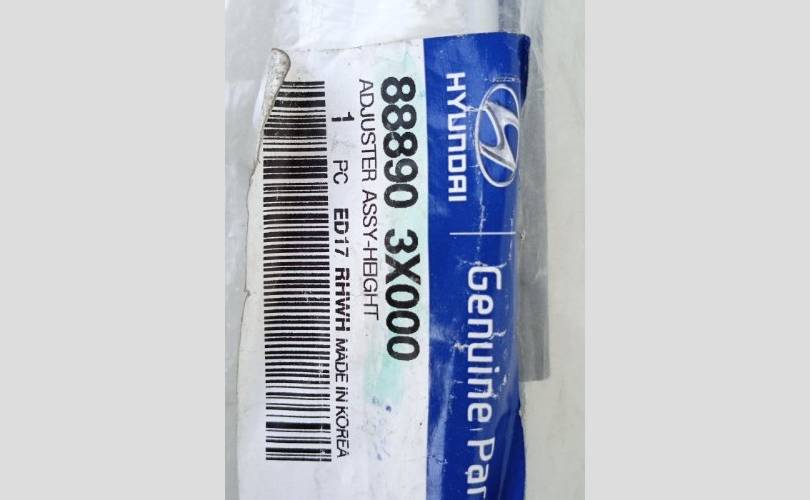 HYUNDAI
Genuine Par
88890 3X000
ADJUSTER ASSY-HEIGHT
1 PC ED17 RHWH MADE IN KOREA